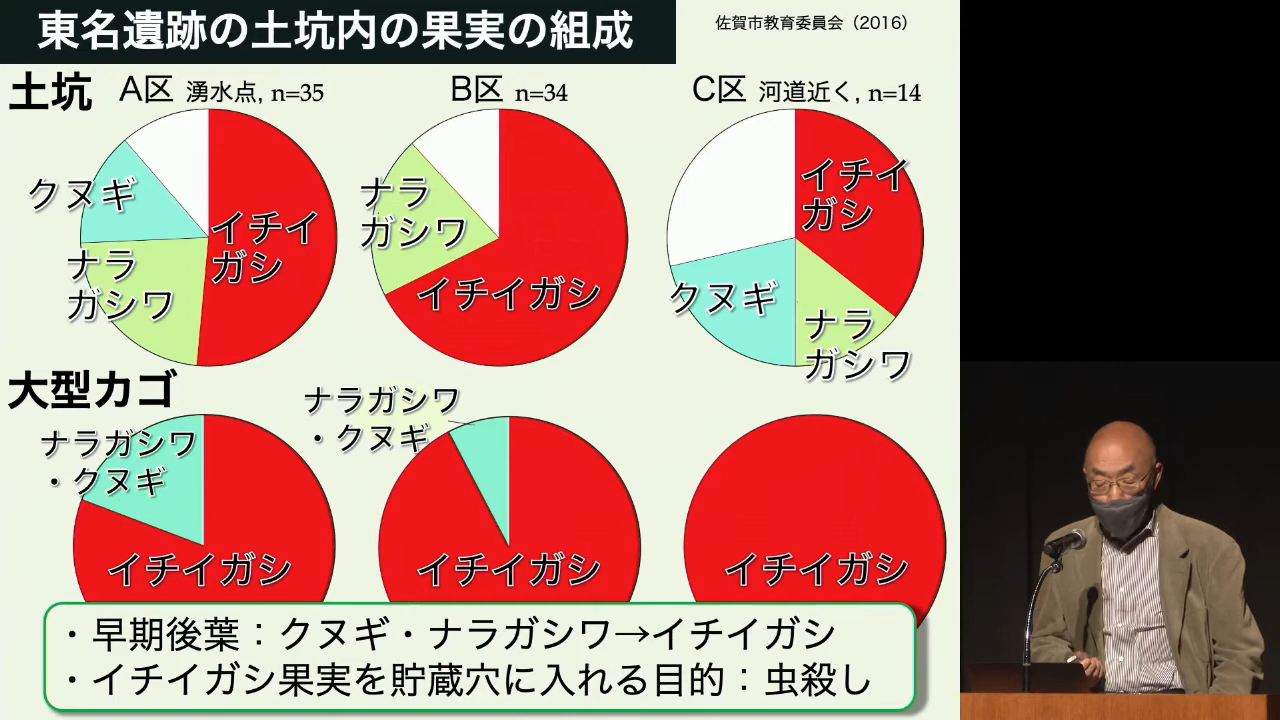 東名遺跡の土坑内の果実の組成
佐賀市教育委員会（2016）
土坑
A区 湧水点, n=35
B区 n=34
C区 河道近く, n=14
クヌギ
ナラ
ガシワ
イチイ
ガシ
ナラ
ガシワ
イチイガシ
イチイ
ガシ
クヌギ
ナラ
ガシワ
大型カゴ
ナラガシワ
・クヌギ
イチイガシ
ナラガシワ
・クヌギ
イチイガシ
イチイガシ
・早期後葉：クヌギ・ナラガシワ→イチイガシ
・イチイガシ果実を貯蔵穴に入れる目的：虫殺し